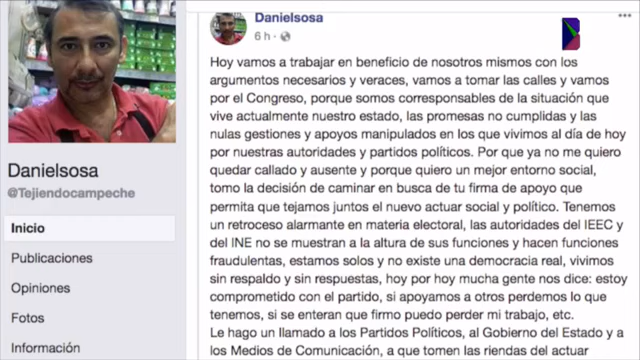 Danielsosa
6 h
Hoy vamos a trabajar en beneficio de nosotros mismos con los
argumentos necesarios y veraces, vamos a tomar las calles y vamos
por el Congreso, porque somos corresponsables de la situación que
vive actualmente nuestro estado, las promesas no cumplidas y las
nulas gestiones y apoyos manipulados en los que vivimos al día de hoy
por nuestras autoridades y partidos políticos. Por que ya no me quiero
quedar callado y ausente y porque quiero un mejor entorno social,
tomo la decisión de caminar en busca de tu firma de apoyo que
permita que tejamos juntos el nuevo actuar social y político. Tenemos
un retroceso alarmante en materia electoral, las autoridades del IEEC y
del INE no se muestran a la altura de sus funciones y hacen funciones
fraudulentas, estamos solos y no existe una democracia real, vivimos
sin respaldo y sin respuestas, hoy por hoy mucha gente nos dice: estoy
comprometido con el partido, si apoyamos a otros perdemos lo que
tenemos, si se enteran que firmo puedo perder mi trabajo, etc.
Le hago un llamado a los Partidos Políticos, al Gobierno del Estado y a
los Medios de Comunicación, a que tomen las riendas del actuar
Danielsosa
@Tejiendocampeche
Inicio
Publicaciones
Opiniones
Fotos
Información